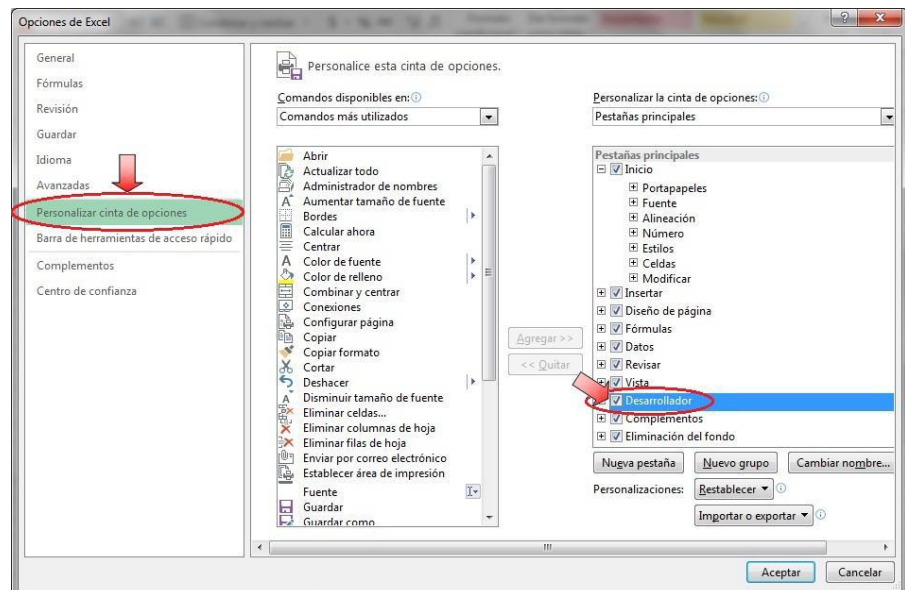 Opciones de Excel
General
Fórmulas
Revisión
Guardar
Idioma
Avanzadas
Personalizar cinta de opciones
Barra de herramientas de acceso rápido
Complementos
Centro de confianza
Personalice esta cinta de opciones.
Comandos disponibles en:
Comandos más utilizados
Abrir
Actualizar todo
Administrador de nombres
Aumentar tamaño de fuente
Bordes
Calcular ahora
Centrar
Color de fuente
Color de relleno
Combinar y centrar
Conexiones
Configurar página
Copiar
Copiar formato
Cortar
Deshacer
Disminuir tamaño de fuente
Eliminar celdas...
Eliminar columnas de hoja
Eliminar filas de hoja
Enviar por correo electrónico
Establecer área de impresión
Fuente
Guardar
Guardar como
Agregar >>
<< Quitar
Personalizar la cinta de opciones:
Pestañas principales
Pestañas principales
Inicio
Portapapeles
Fuente
Alineación
Número
Estilos
Celdas
Modificar
Insertar
Diseño de página
Fórmulas
Datos
Revisar
Vista
Desarrollador
Complementos
Eliminación del fondo
Nueva pestaña
Nuevo grupo
Cambiar nombre...
Personalizaciones:
Restablecer
Importar o exportar
Aceptar
Cancelar